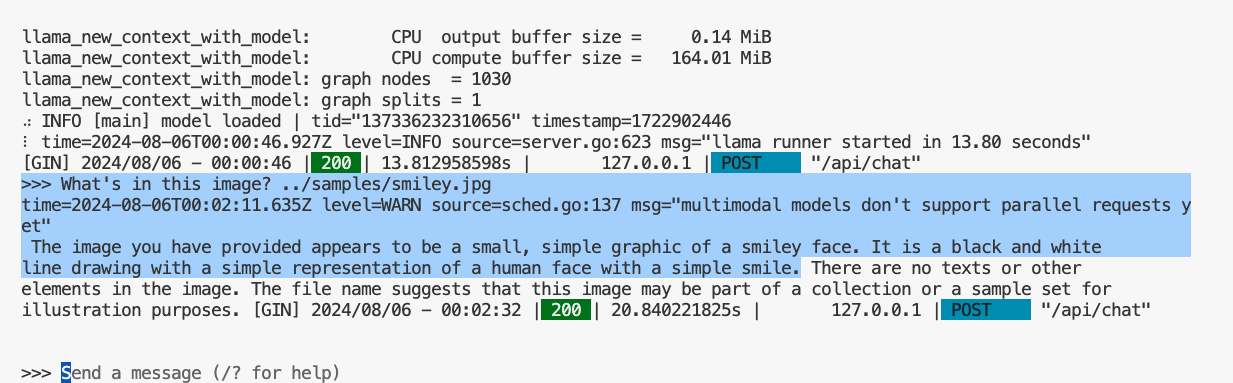 llama_new_context_with_model:        CPU  output buffer size =     0.14 MiB
llama_new_context_with_model:        CPU compute buffer size =   164.01 MiB
llama_new_context_with_model: graph nodes  = 1030
llama_new_context_with_model: graph splits = 1
⠴ INFO [main] model loaded | tid="137336232310656" timestamp=1722902446
⠇ time=2024-08-06T00:00:46.927Z level=INFO source=server.go:623 msg="llama runner started in 13.80 seconds"
[GIN] 2024/08/06 - 00:00:46 | 200 | 13.812958598s |       127.0.0.1 | POST     "/api/chat"
>>> What's in this image? ../samples/smiley.jpg
time=2024-08-06T00:02:11.635Z level=WARN source=sched.go:137 msg="multimodal models don't support parallel requests y
et"
 The image you have provided appears to be a small, simple graphic of a smiley face. It is a black and white
line drawing with a simple representation of a human face with a simple smile. There are no texts or other
elements in the image. The file name suggests that this image may be part of a collection or a sample set for
illustration purposes. [GIN] 2024/08/06 - 00:02:32 | 200 | 20.840221825s |       127.0.0.1 | POST     "/api/chat"
>>> Send a message (/? for help)